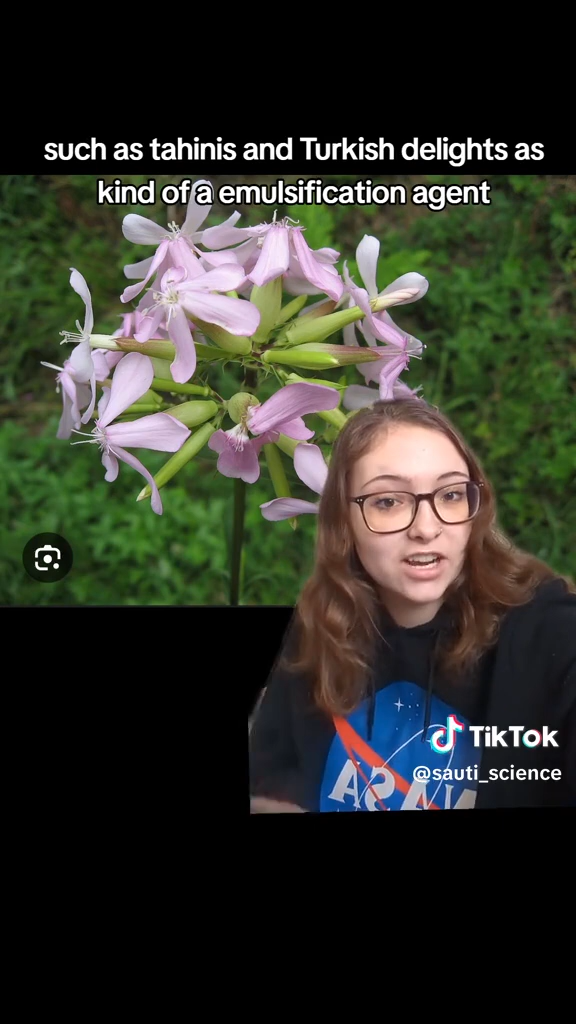 such as tahinis and Turkish delights as
kind of a emulsification agent
NASA
TikTok
@sauti_science